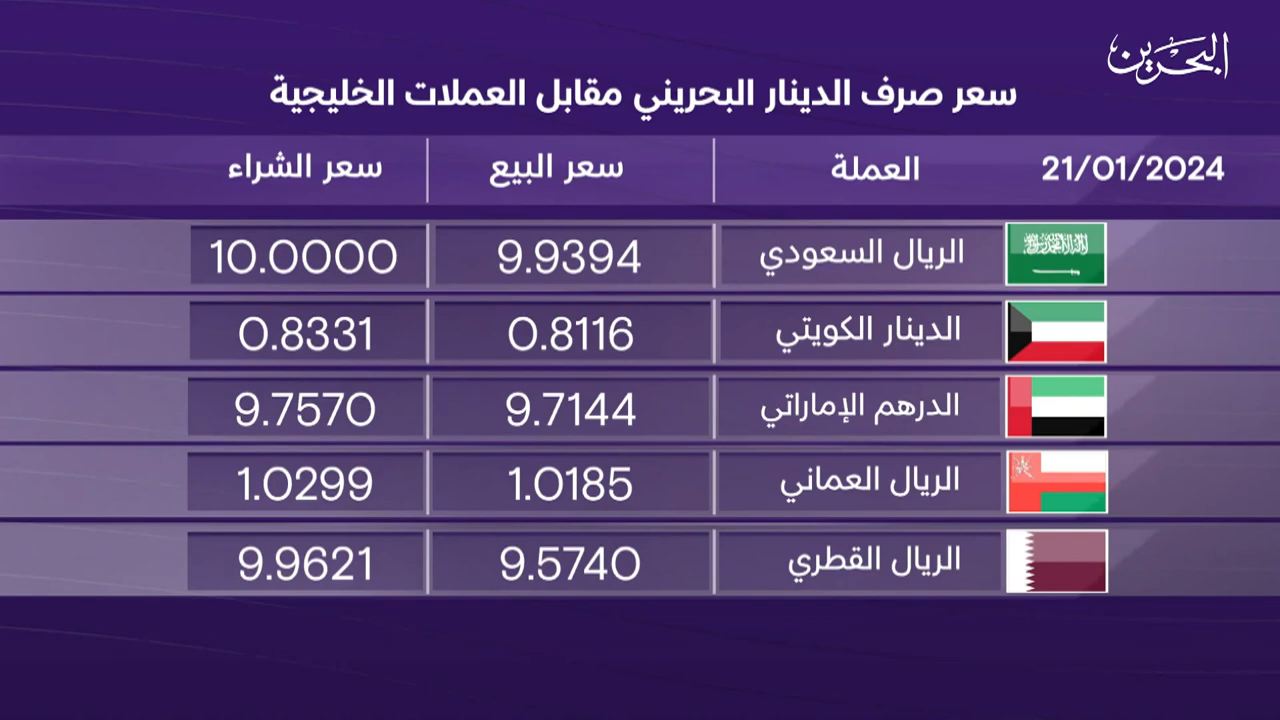 البحرين
سعر صرف الدينار البحريني مقابل العملات الخليجية
21/01/2024 العملة سعر البيع سعر الشراء
الريال السعودي 9.9394 10.0000
الدينار الكويتي 0.8116 0.8331
الدرهم الإماراتي 9.7144 9.7570
الريال العماني 1.0185 1.0299
الريال القطري 9.5740 9.9621